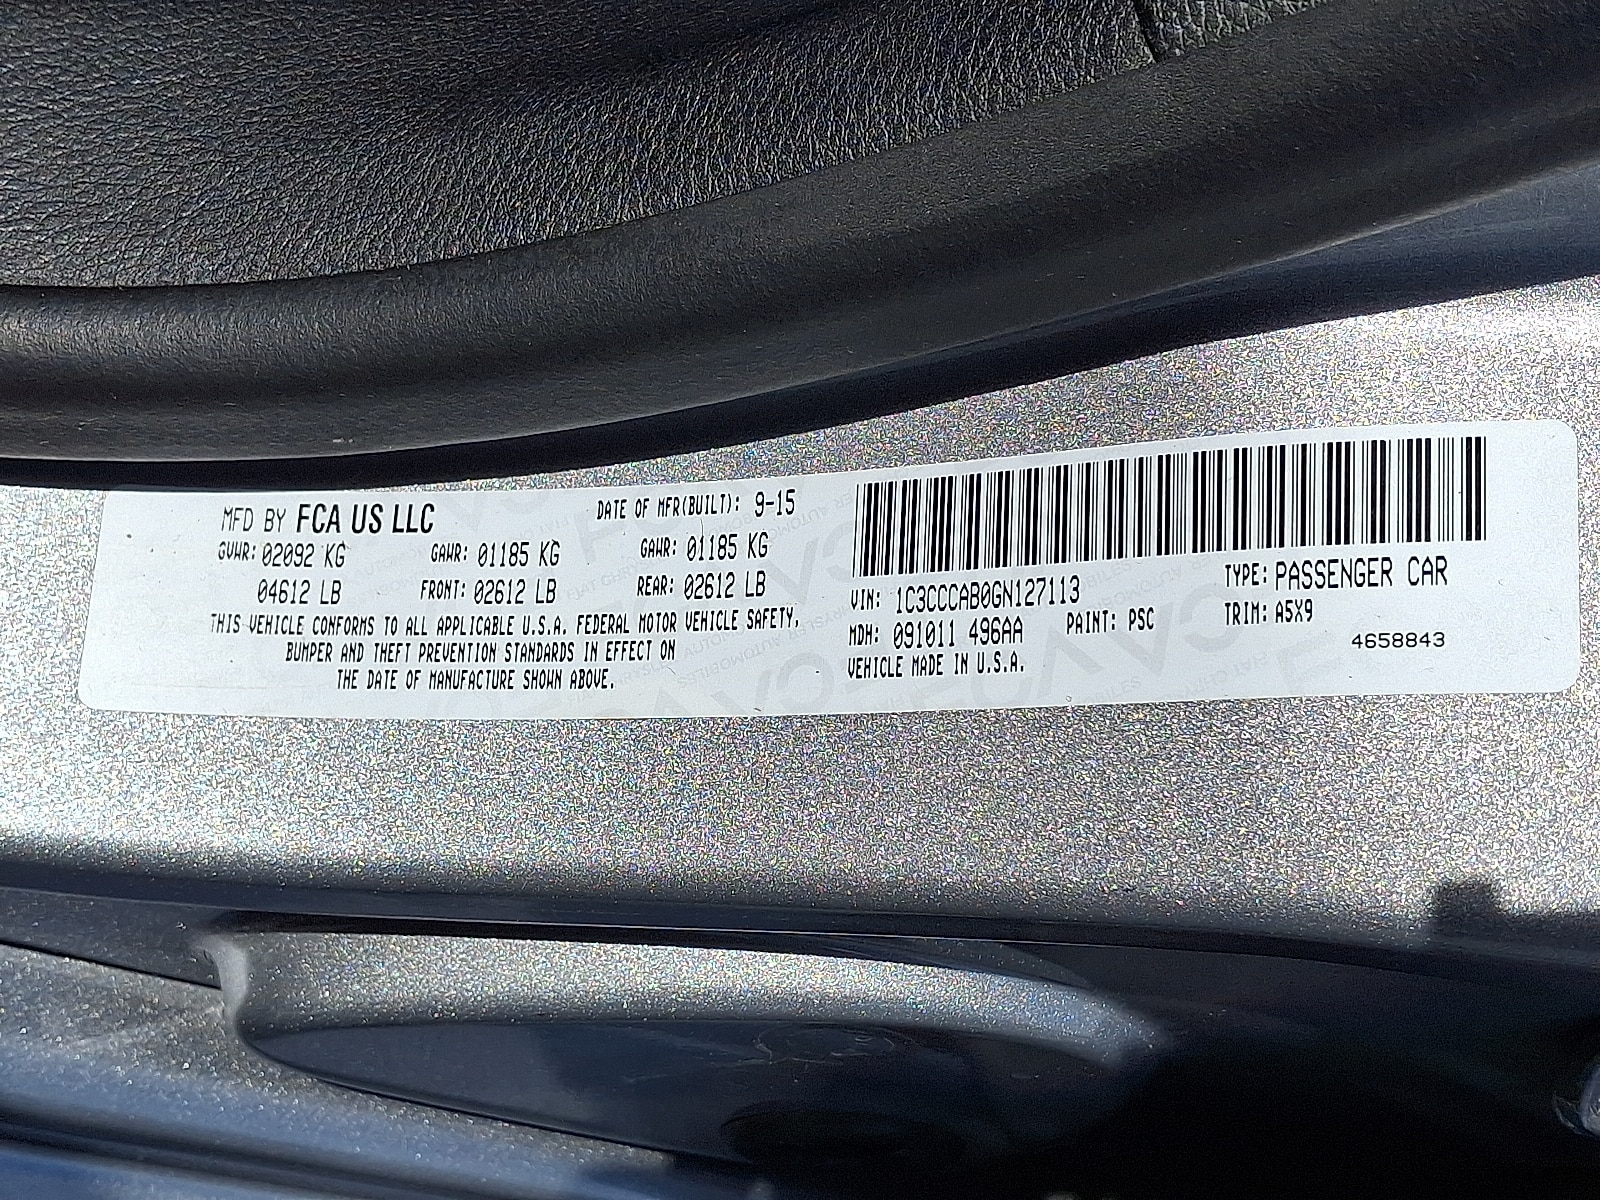 MFD BY FCA US LLC DATE OF MFR(BUILT): 9-15
GVWR: 02092 KG GAWR: 01185 KG GAWR: 01185 KG
04612 LB FRONT: 02612 LB REAR: 02612 LB
THIS VEHICLE CONFORMS TO ALL APPLICABLE U.S.A. FEDERAL MOTOR VEHICLE SAFETY,
BUMPER AND THEFT PREVENTION STANDARDS IN EFFECT ON
THE DATE OF MANUFACTURE SHOWN ABOVE.
VIN: 1C3CCCAB0GN127113 TYPE: PASSENGER CAR
MDH: 091011 496AA PAINT: PSC TRIM: A5X9
VEHICLE MADE IN U.S.A. 4658843